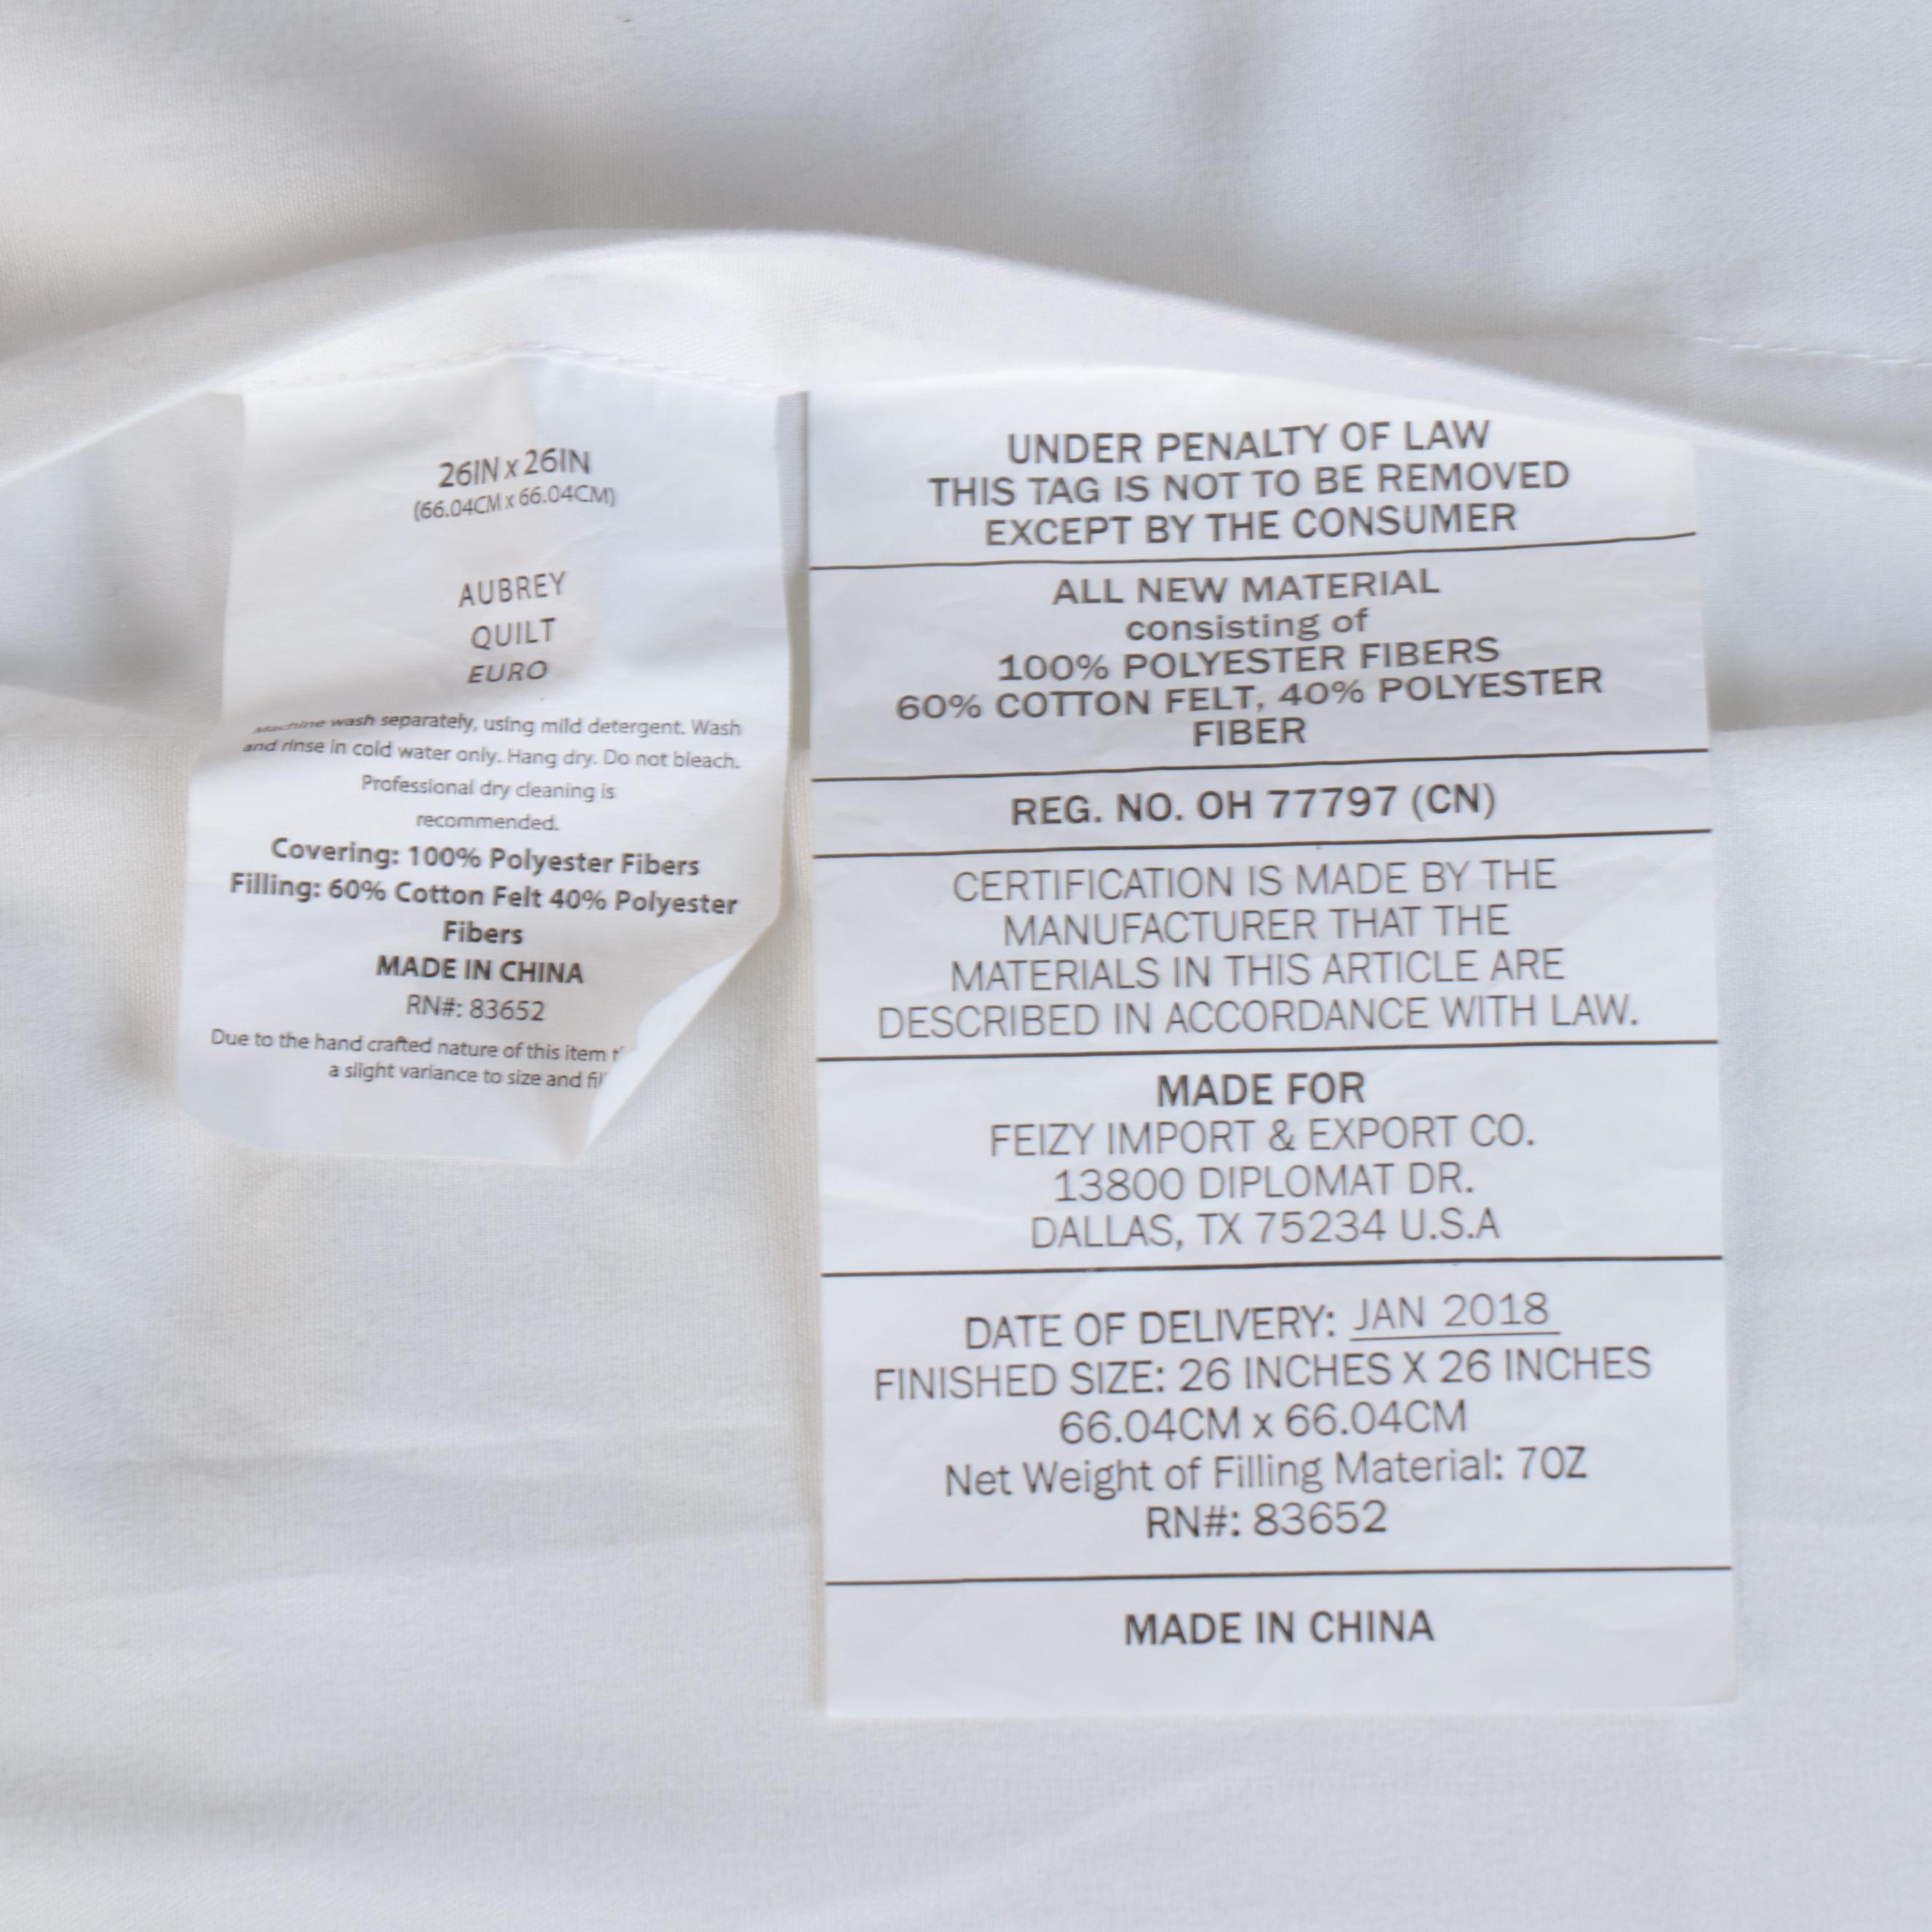 26IN x 26IN
(66.04CM x 66.04CM)
AUBREY
QUILT
EURO
Machine wash separately, using mild detergent. Wash
and rinse in cold water only. Hang dry. Do not bleach.
Professional dry cleaning is
recommended.
Covering: 100% Polyester Fibers
Filling: 60% Cotton Felt 40% Polyester
Fibers
MADE IN CHINA
RN#: 83652
Due to the hand crafted nature of this item
a slight variance to size and
UNDER PENALTY OF LAW
THIS TAG IS NOT TO BE REMOVED
EXCEPT BY THE CONSUMER
ALL NEW MATERIAL
consisting of
100% POLYESTER FIBERS
60% COTTON FELT, 40% POLYESTER
FIBER
REG. NO. OH 77797 (CN)
CERTIFICATION IS MADE BY THE
MANUFACTURER THAT THE
MATERIALS IN THIS ARTICLE ARE
DESCRIBED IN ACCORDANCE WITH LAW.
MADE FOR
FEIZY IMPORT & EXPORT CO.
13800 DIPLOMAT DR.
DALLAS, TX 75234 U.S.A
DATE OF DELIVERY: JAN 2018
FINISHED SIZE: 26 INCHES X 26 INCHES
66.04CM x 66.04CM
Net Weight of Filling Material: 7OZ
RN#: 83652
MADE IN CHINA